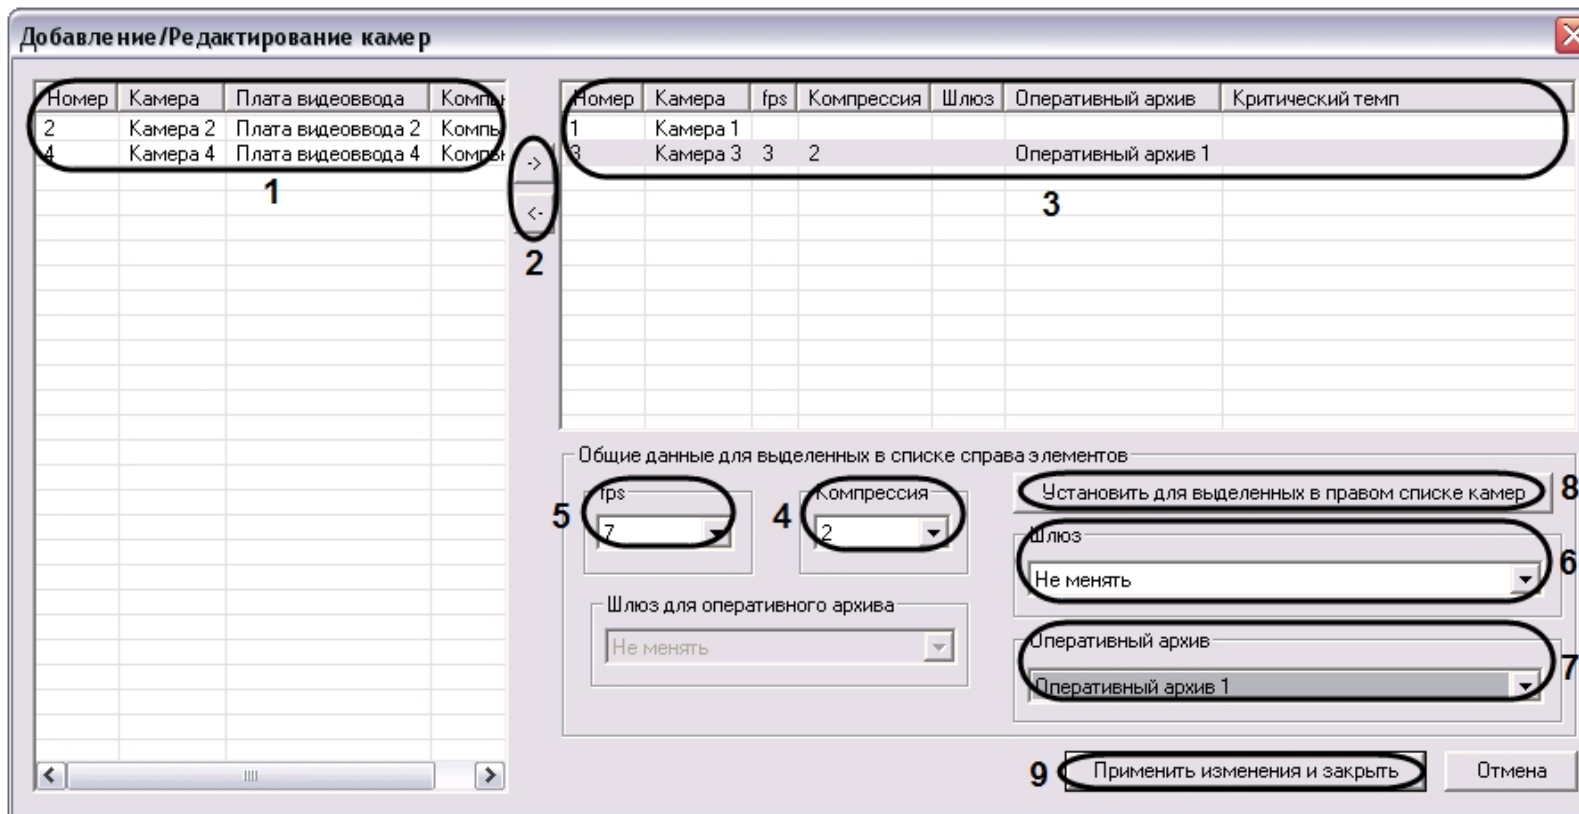 Добавление/Редактирование камер
Номер Камера Плата видеоввода Компь
2 Камера 2 Плата видеоввода 2 Компь
4 Камера 4 Плата видеоввода 4 Компь
1
->
<-
2
Номер Камера fps Компрессия Шлюз Оперативный архив Критический темп
1 Камера 1
3 Камера 3 3 2 Оперативный архив 1
3
Общие данные для выделенных в списке справа элементов
fps
5
7
Компрессия
4
2
Установить для выделенных в правом списке камер
8
Шлюз
Не менять
6
Шлюз для оперативного архива
Не менять
Оперативный архив
Оперативный архив 1
7
9
Применить изменения и закрыть
Отмена